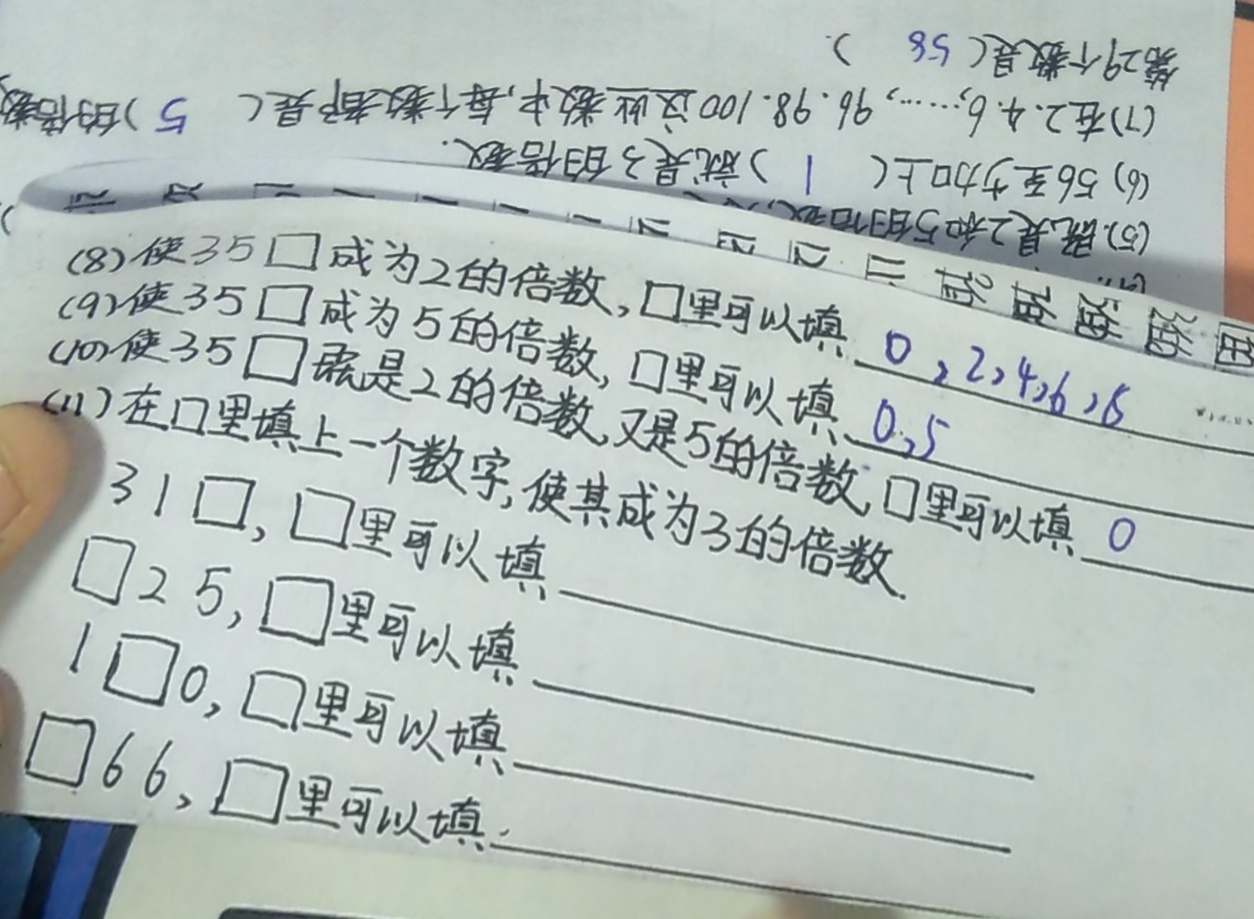 (8)使35□成为2的倍数,□里可以填 0,2,4,6,8
(9)使35□成为5的倍数,□里可以填 0,5
(10)使35□既是2的倍数,又是5的倍数,□里可以填 0
(11)在□里填上一个数字,使其成为3的倍数.
31□,□里可以填
□25,□里可以填
1□0,□里可以填
□66,□里可以填
(5)既是2和5的倍数,
(6)56至少加上( 1 )就是3的倍数.
(7)在2.4.6,……,96.98.100这些数中,每个数都是( 5 )的倍数
第29个数是( 58 ).